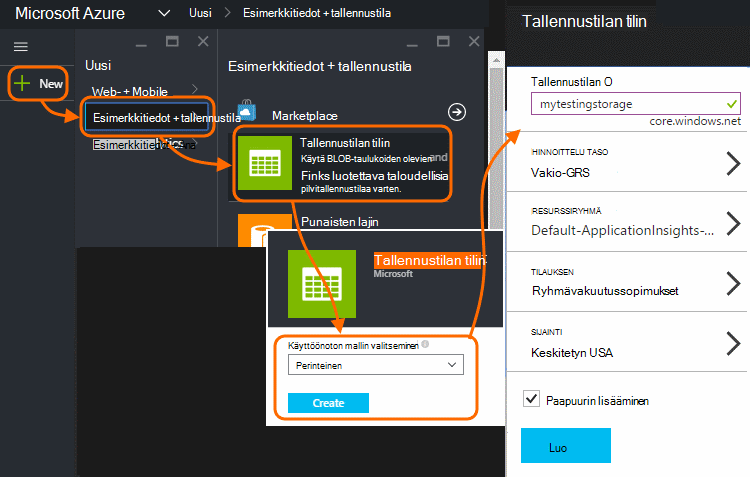 Microsoft Azure
Uusi
Esimerkkitiedot + tallennustila
New
Uusi
Web- + Mobile
Esimerkkitiedot + tallennustila
Esimerkkitie
Esimerkkitiedot + tallennustila
Marketplace
Tallennustilan tilin
Käytä BLOB-taulukoiden olevien and
Finks luotettava taloudellisia
pilvitallennustilaa varten.
Punaisten lajin
Tallennustilan tilin
Microsoft
Käyttöönoton mallin valitseminen
Perinteinen
Create
Tallennustilan tilin
Tallennustilan O
mytestingstorage
core.windows.net
HINNOITTELU TASO
Vakio-GRS
RESURSSIRYHMÄ
Default-ApplicationInsights-...
TILAUKSEN
Ryhmävakuutussopimukset
SIJAINTI
Keskitetyn USA
Paapuurin lisääminen
Luo